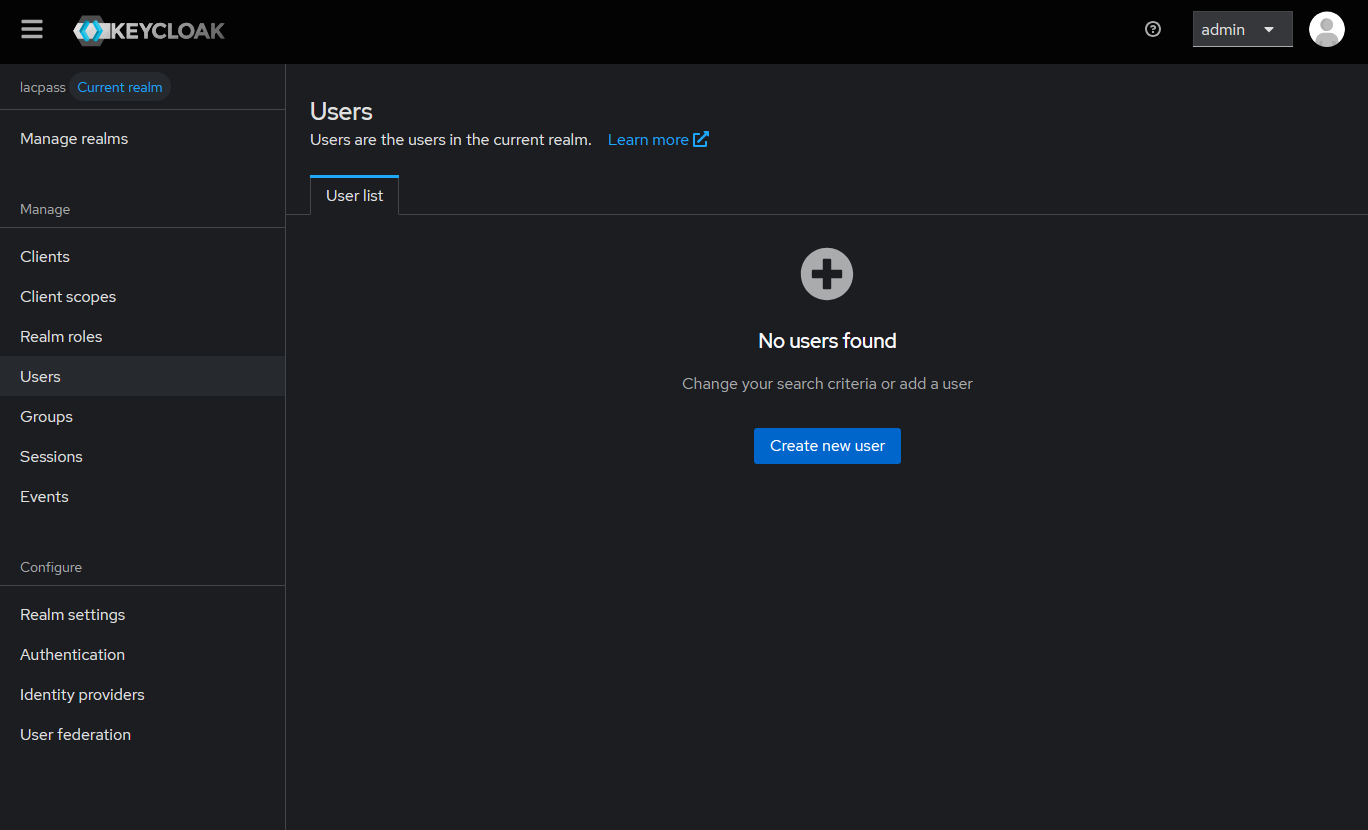 KEYCLOAK
admin
lacpass Current realm
Manage realms
Manage
Clients
Client scopes
Realm roles
Users
Groups
Sessions
Events
Configure
Realm settings
Authentication
Identity providers
User federation
Users
Users are the users in the current realm. Learn more
User list
No users found
Change your search criteria or add a user
Create new user